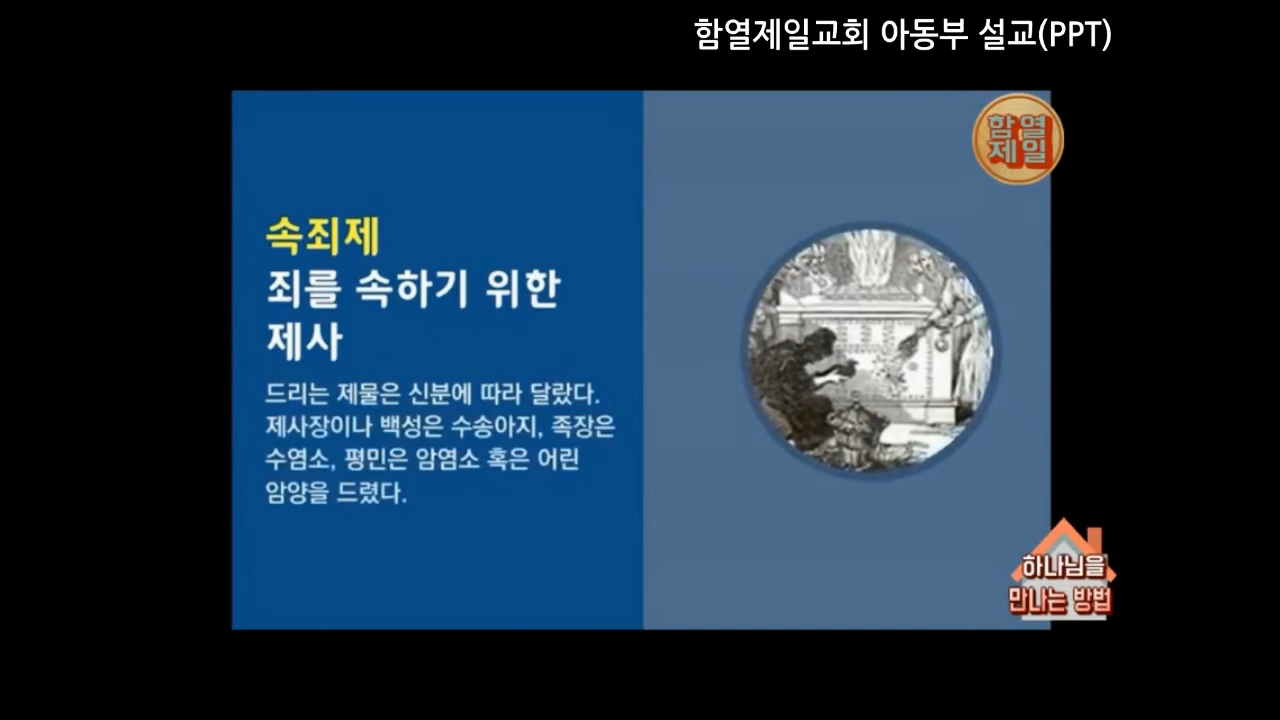 함열제일교회 아동부 설교(PPT)
함열
제일
속죄제
죄를 속하기 위한
제사
드리는 제물은 신분에 따라 달랐다.
제사장이나 백성은 수송아지, 족장은
수염소, 평민은 암염소 혹은 어린
암양을 드렸다.
하나님을
만나는 방법